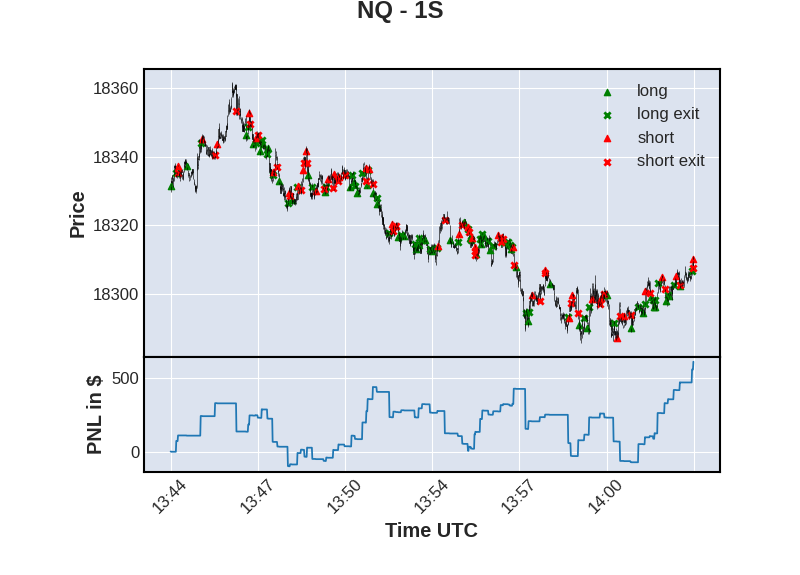 NQ - 1S
18360
18340
18320
18300
Price
long
long exit
short
short exit
500
0
PNL in $
13:44
13:47
13:50
13:54
13:57
14:00
Time UTC